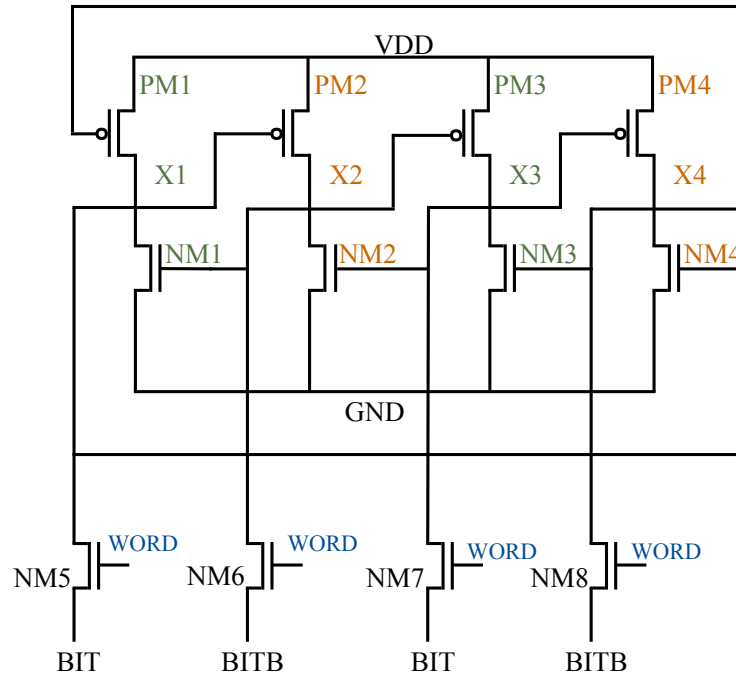 VDD
PM1 PM2 PM3 PM4
X1 X2 X3 X4
NM1 NM2 NM3 NM4
GND
WORD WORD WORD WORD
NM5 NM6 NM7 NM8
BIT BITB BIT BITB